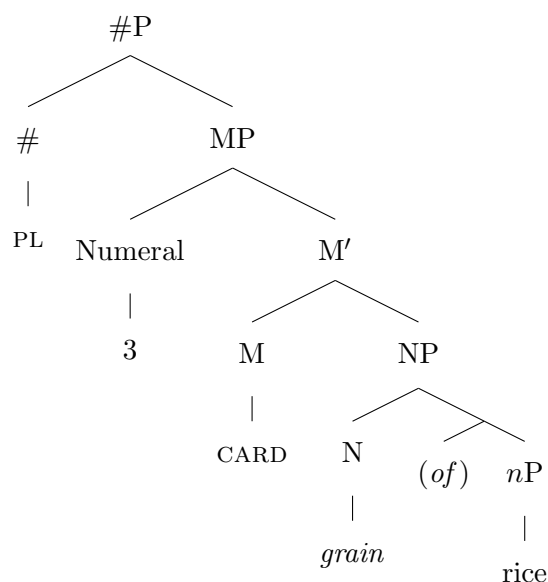 #P
# MP
PL Numeral M′
3 M NP
CARD N (of) nP
grain rice